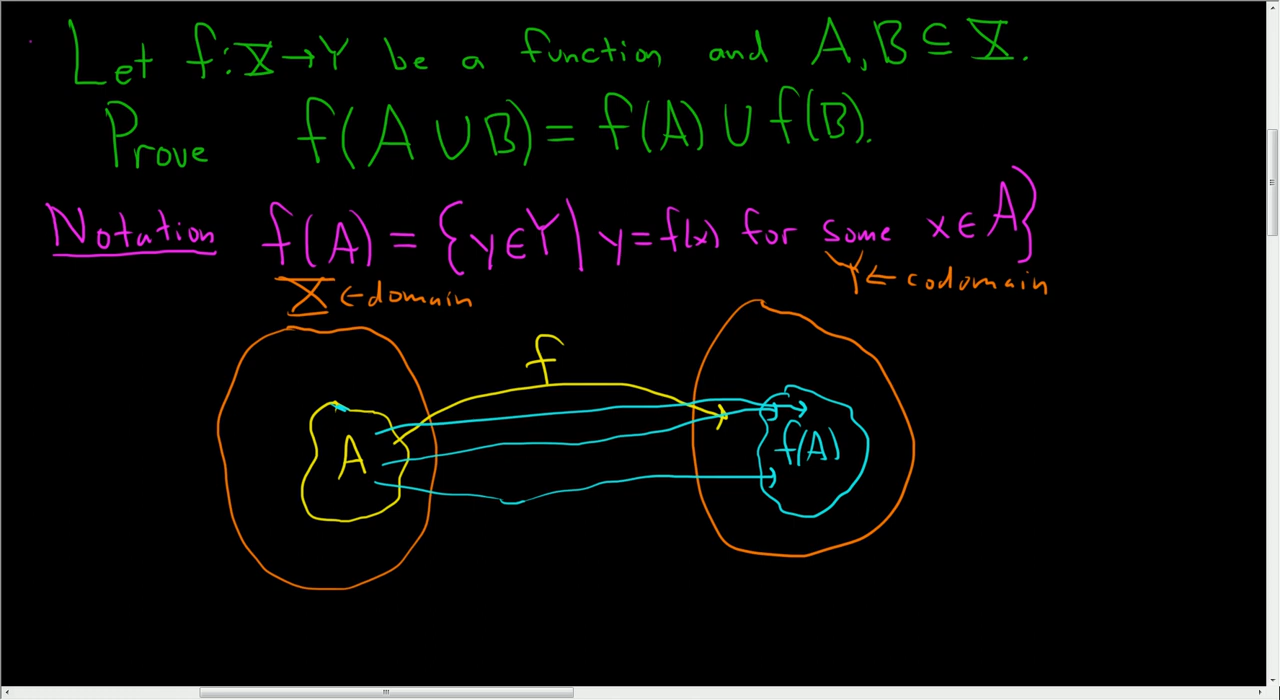 Let f: X → Y be a function and A, B ⊆ X.
Prove f(A ∪ B) = f(A) ∪ f(B).
Notation f(A) = {y ∈ Y | y = f(x) for some x ∈ A}
X ← domain
Y ← codomain
f
A
f(A)